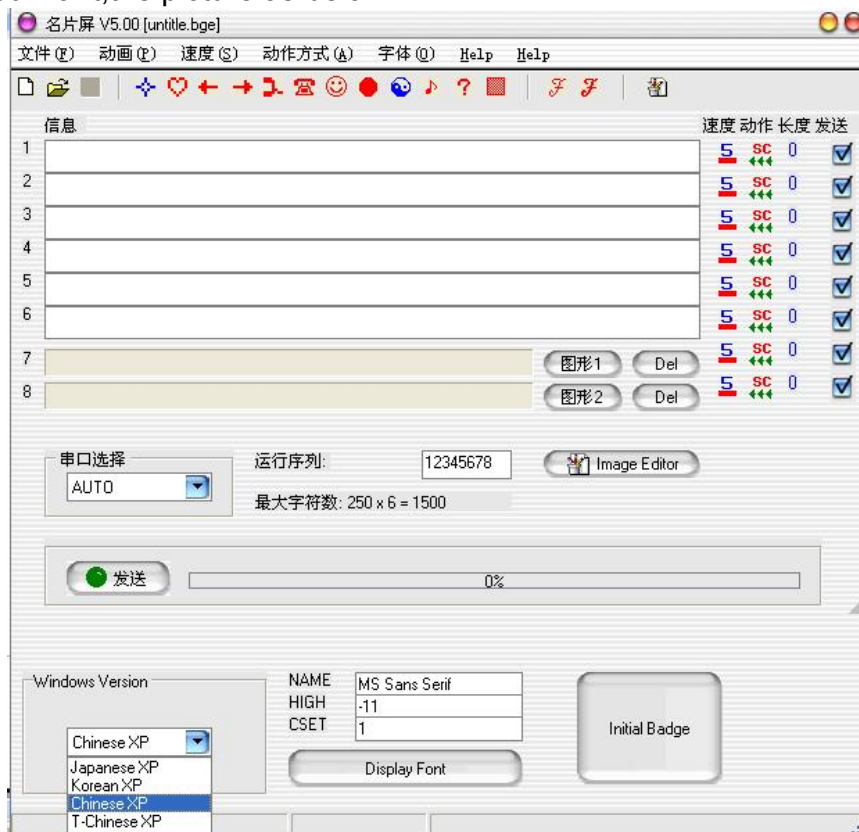 名片屏 V5.00 [untitle.bge]
文件(F) 动画(P) 速度(S) 动作方式(A) 字体(O) Help Help
信息 速度 动作 长度 发送
1 5 SC 0
2 5 SC 0
3 5 SC 0
4 5 SC 0
5 5 SC 0
6 5 SC 0
7 图形1 Del 5 SC 0
8 图形2 Del 5 SC 0
串口选择 运行序列: 12345678 Image Editor
AUTO
最大字符数: 250 x 6 = 1500
发送 0%
Windows Version NAME MS Sans Serif
HIGH -11
CSET 1
Initial Badge
Chinese XP
Display Font
Japanese XP
Korean XP
Chinese XP
T-Chinese XP